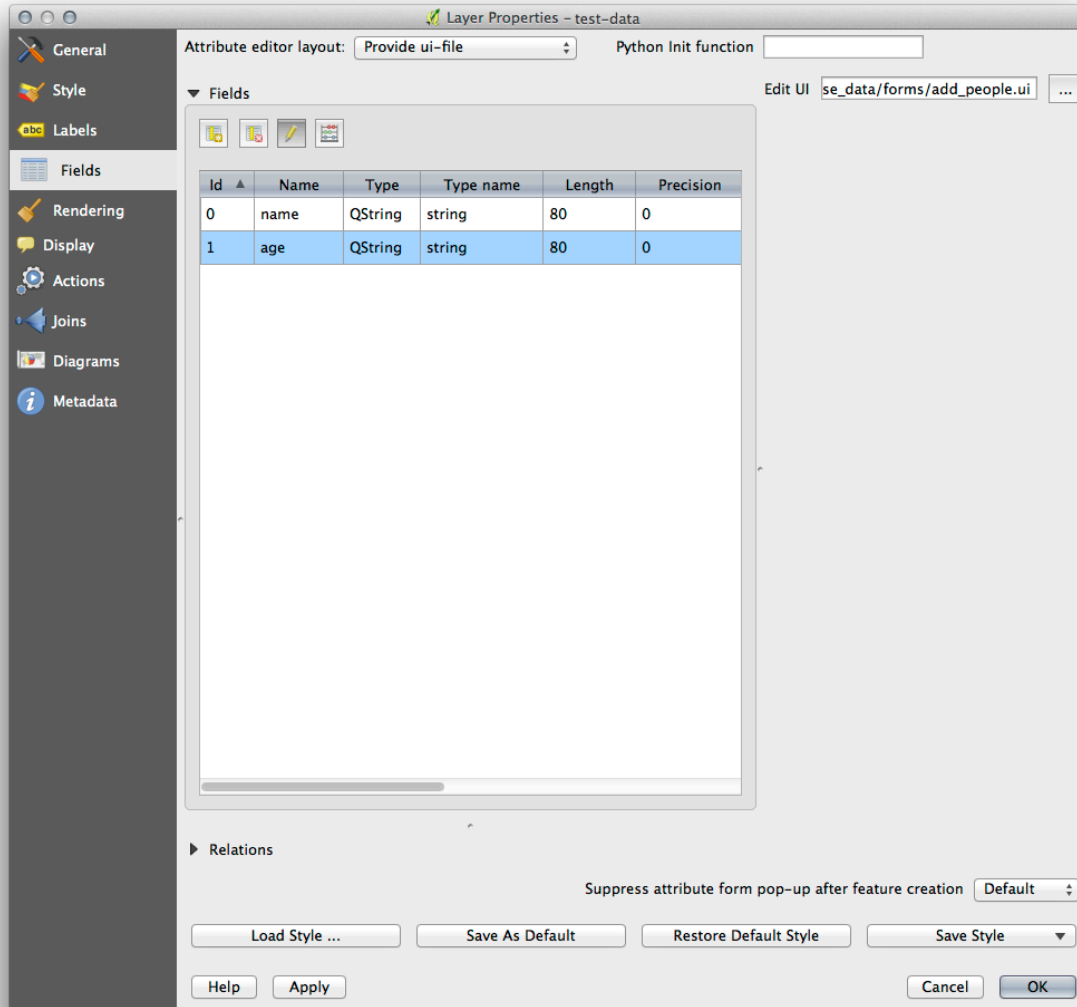 Layer Properties - test-data
General
Attribute editor layout: Provide ui-file Python Init function
Style
Fields
Edit UI se_data/forms/add_people.ui ...
abc Labels
Fields
Id Name Type Type name Length Precision
0 name QString string 80 0
1 age QString string 80 0
Rendering
Display
Actions
Joins
Diagrams
i Metadata
Relations
Suppress attribute form pop-up after feature creation Default
Load Style ... Save As Default Restore Default Style Save Style
Help Apply Cancel OK